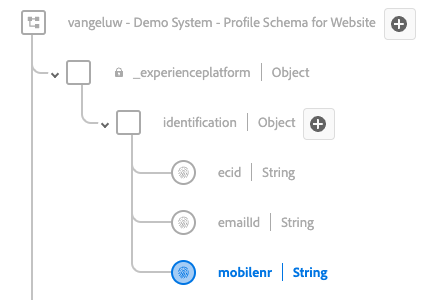 vangeluw - Demo System - Profile Schema for Website
_experienceplatform | Object
identification | Object
ecid | String
emailId | String
mobilenr | String